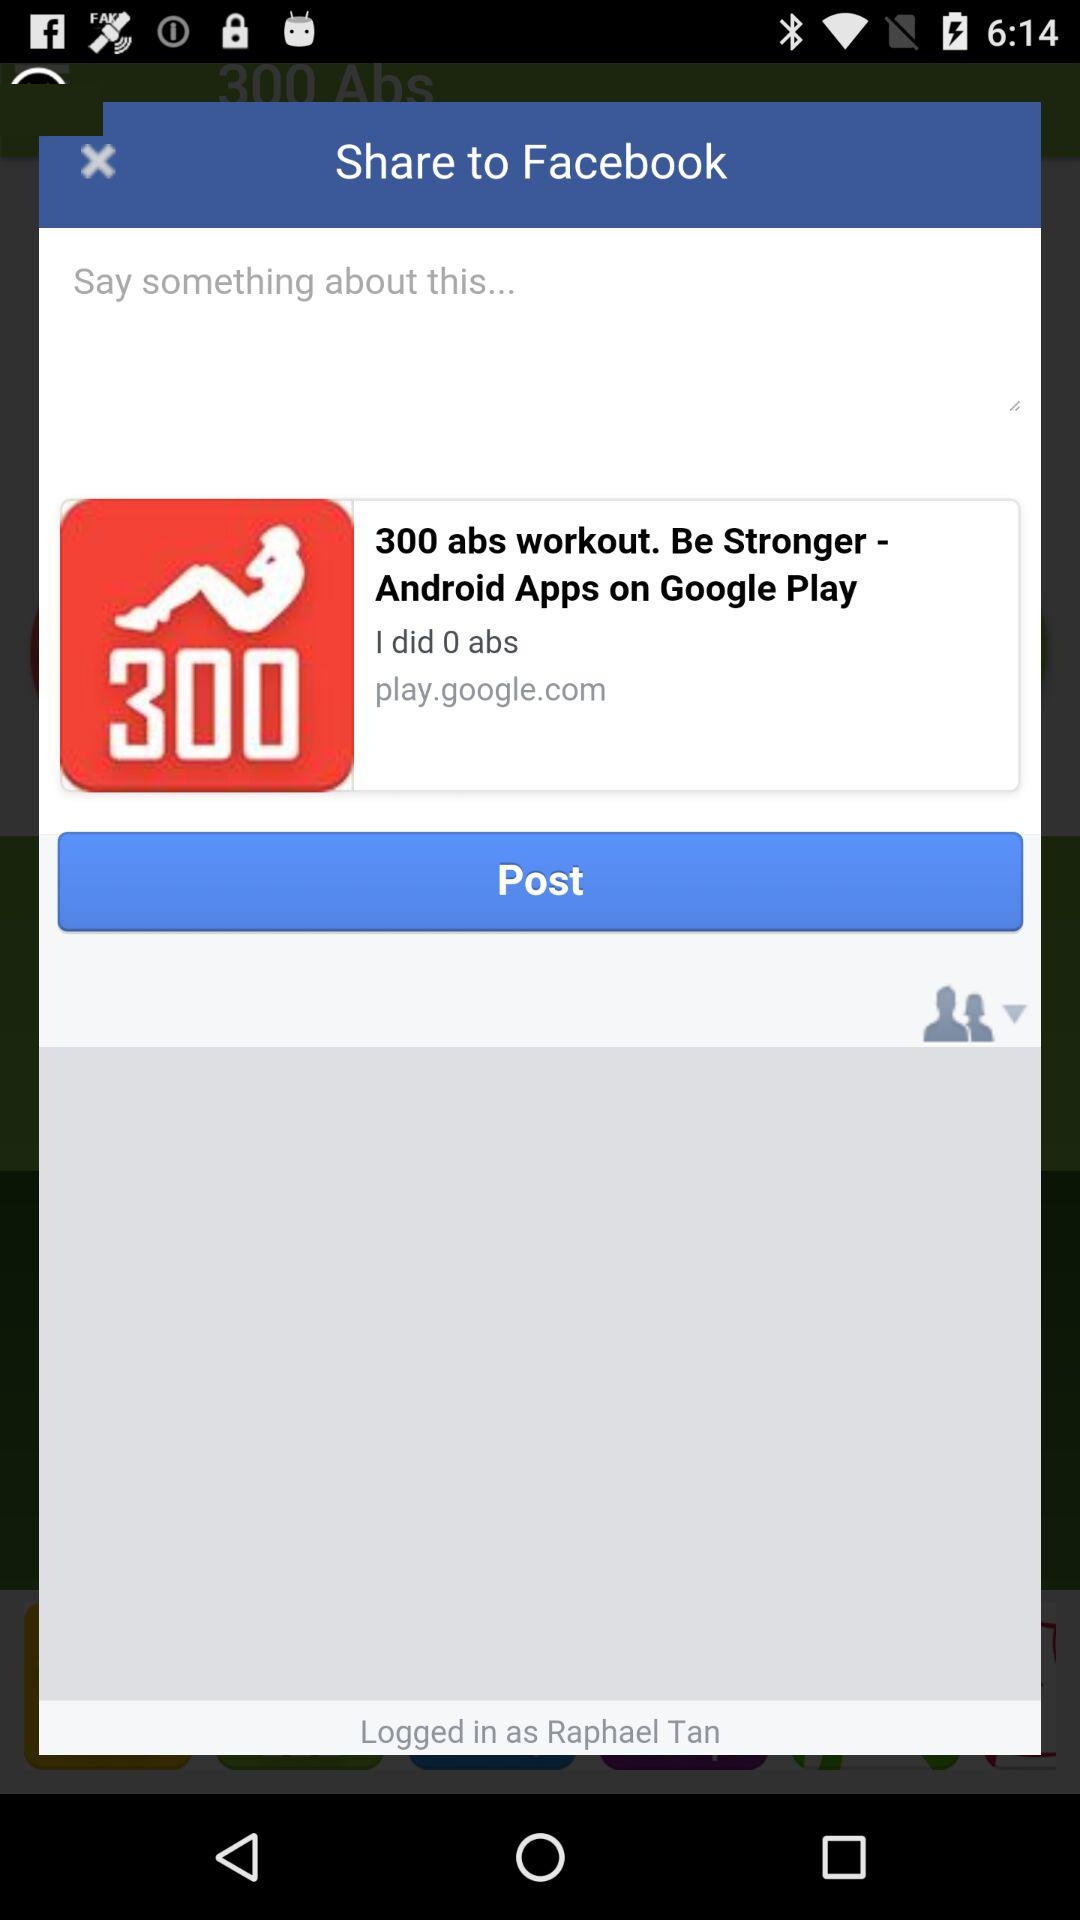 FAKE
6:14
300 Abs
Share to Facebook
Say something about this...
300
300 abs workout. Be Stronger -
Android Apps on Google Play
I did 0 abs
play.google.com
Post
Logged in as Raphael Tan